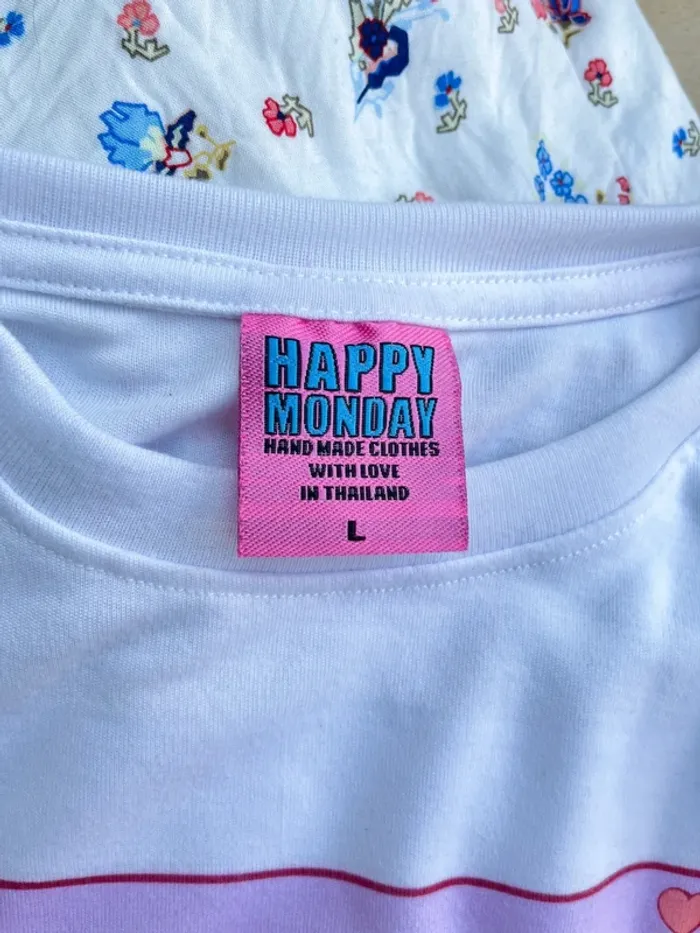 HAPPY
MONDAY
HAND MADE CLOTHES
WITH LOVE
IN THAILAND
L